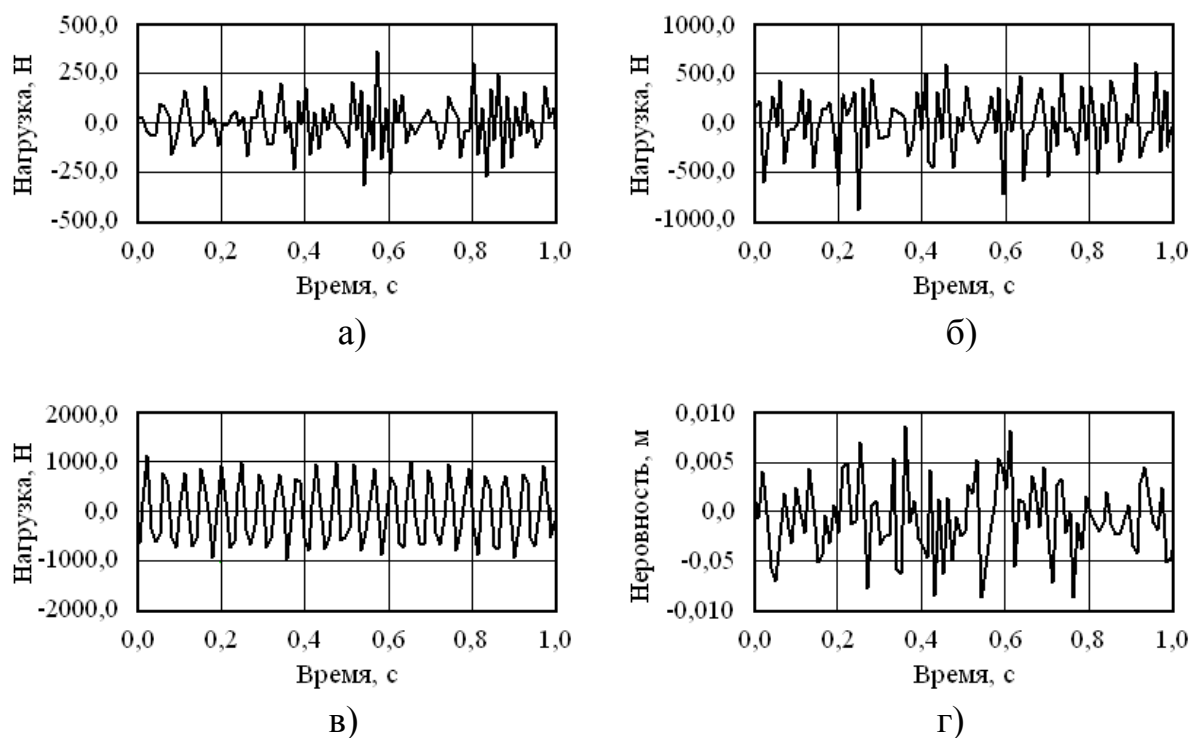 500,0
250,0
0,0
-250,0
-500,0
Нагрузка, Н
0,0 0,2 0,4 0,6 0,8 1,0
Время, с
а)
1000,0
500,0
0,0
-500,0
-1000,0
Нагрузка, Н
0,0 0,2 0,4 0,6 0,8 1,0
Время, с
б)
2000,0
1000,0
0,0
-1000,0
-2000,0
Нагрузка, Н
0,0 0,2 0,4 0,6 0,8 1,0
Время, с
в)
0,010
0,005
0,00
-0,05
-0,010
Неровность, м
0,0 0,2 0,4 0,6 0,8 1,0
Время, с
г)